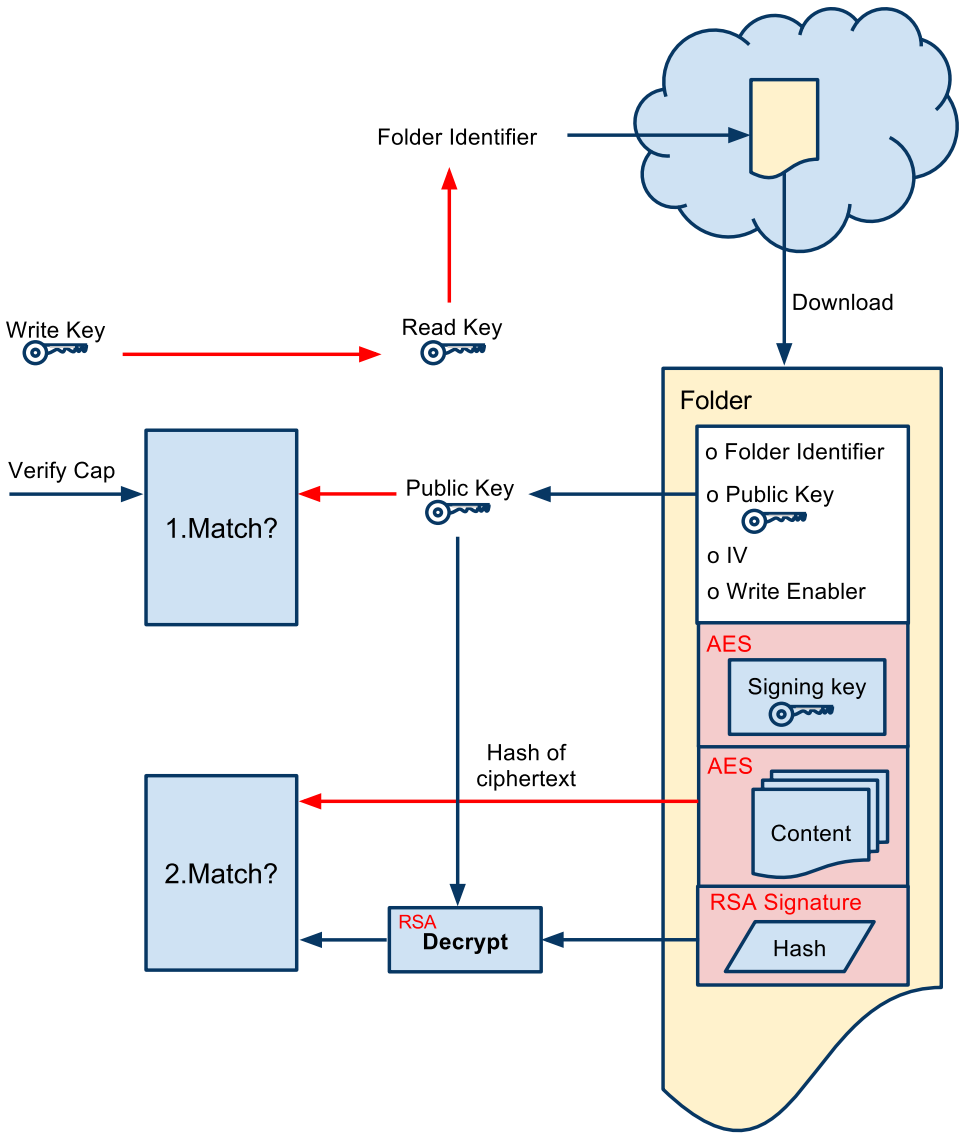 Folder Identifier
Download
Write Key
Read Key
Folder
o Folder Identifier
o Public Key
o IV
o Write Enabler
Verify Cap
1.Match?
Public Key
AES
Signing key
AES
Content
Hash of
ciphertext
2.Match?
RSA
Decrypt
RSA Signature
Hash